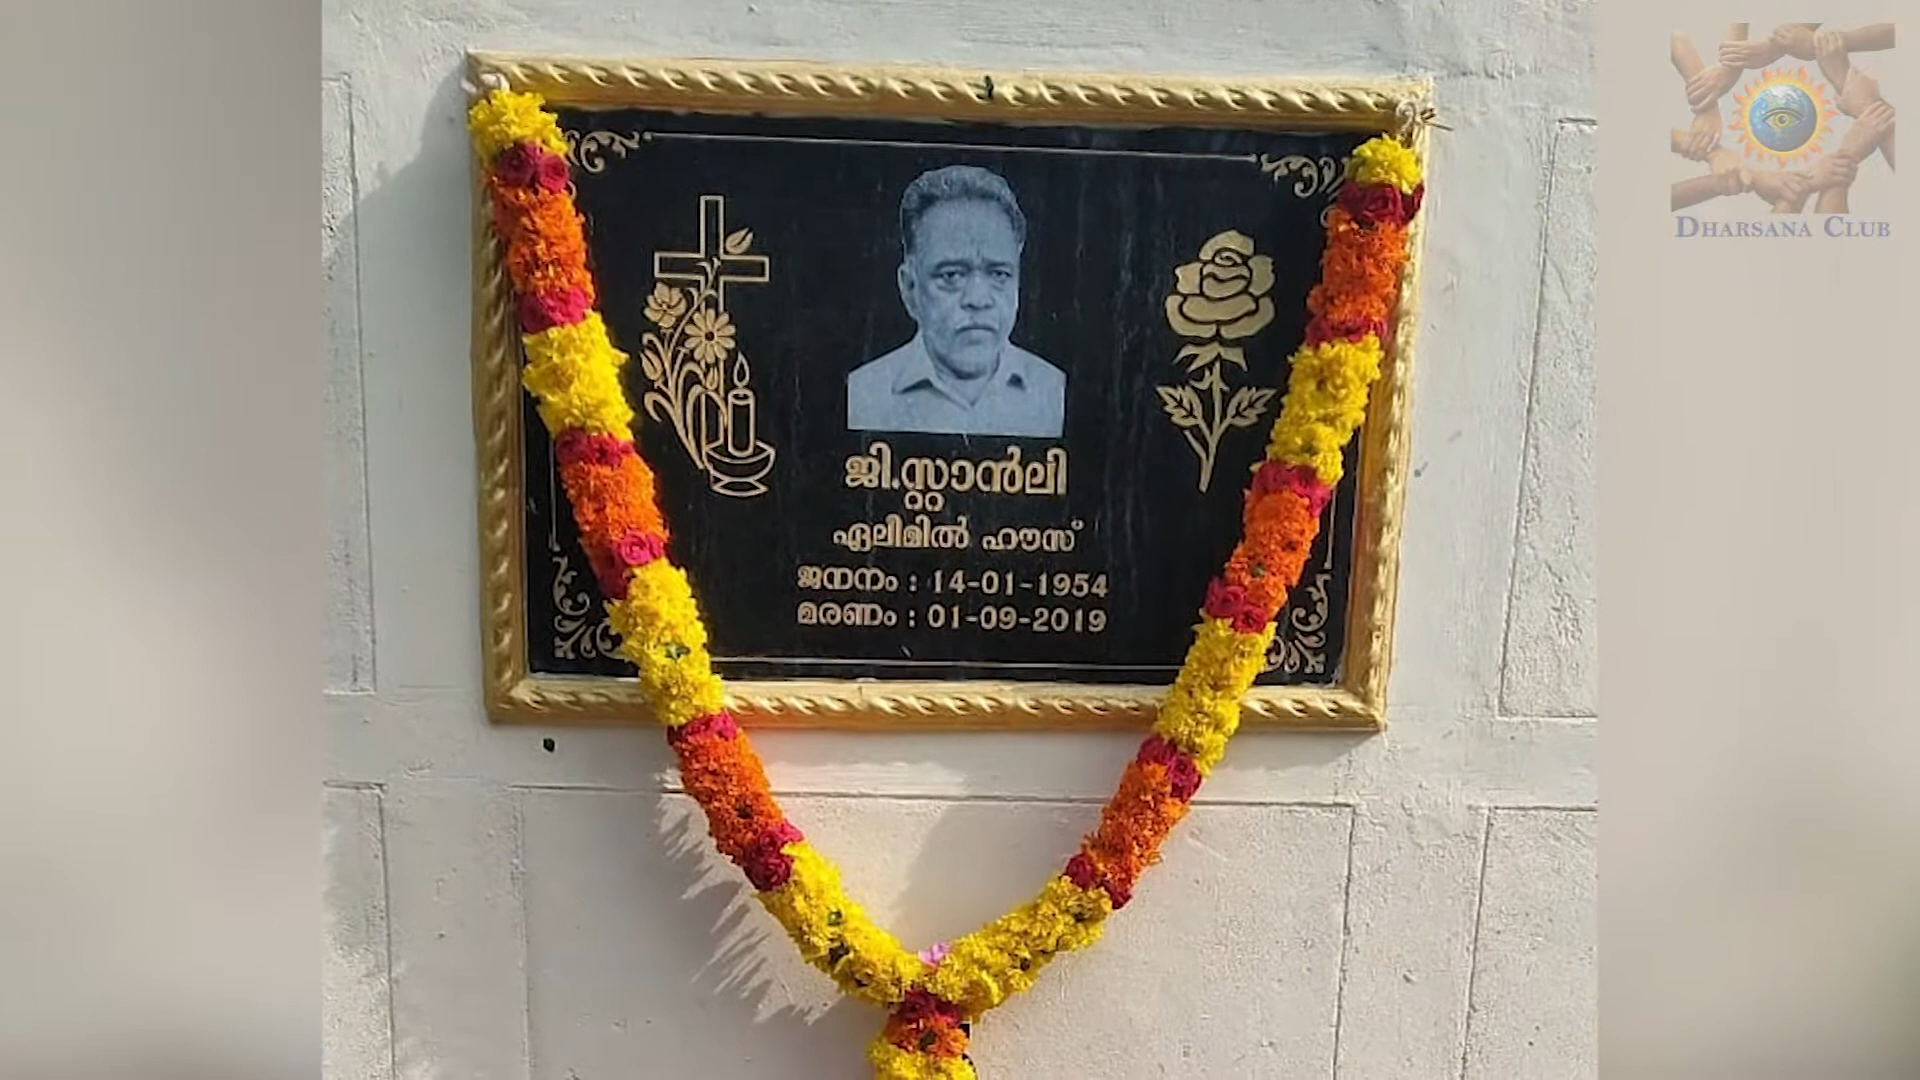 DHARSANA CLUB
ജി.സ്റ്റാൻലി
ഏലിമിൽ ഹൗസ്
ജനനം : 14-01-1954
മരണം : 01-09-2019